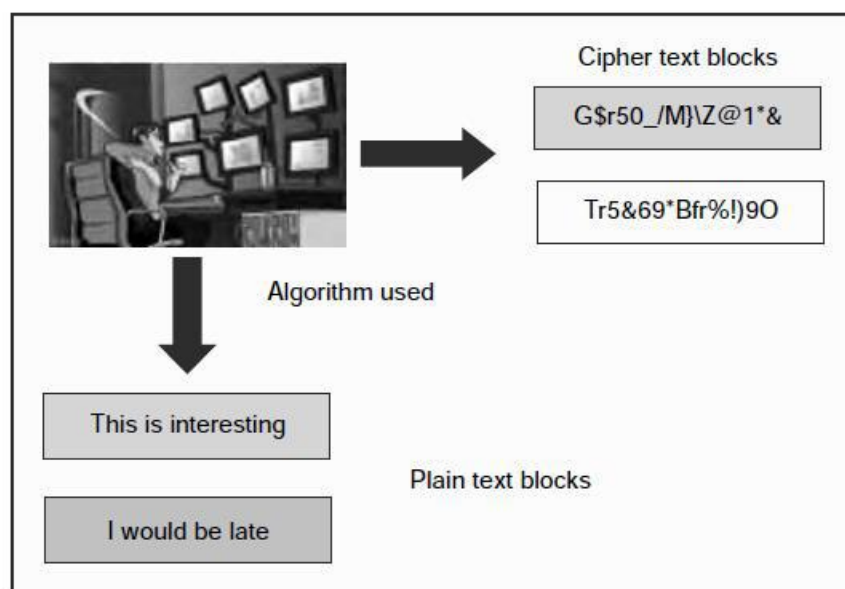 Cipher text blocks
G$r50_/M}\Z@1*&
Tr5&69*Bfr%!)9O
Algorithm used
This is interesting
Plain text blocks
I would be late